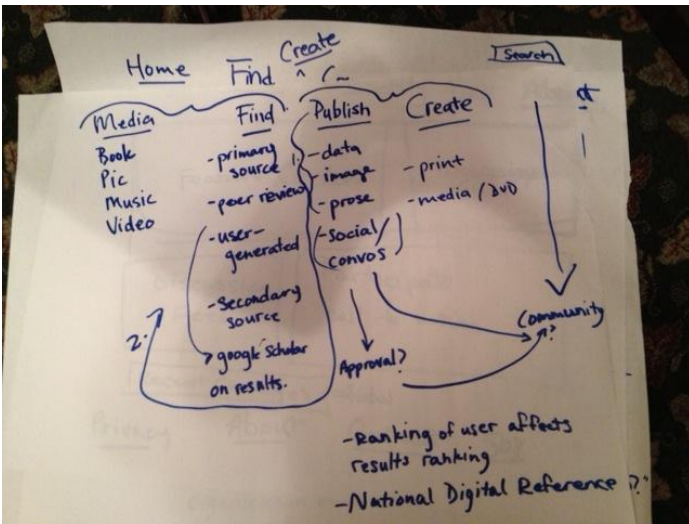 Create
Home Find ^
Search
Media
Book
Pic
Music
Video
Find
-primary
source
-peer review
-user-
generated
-Secondary
source
google Scholar
on results.
Publish
-data
-image
-prose
-social/
convos
Create
-print
-media/DVD
1.
2.
Approval?
Community
?
-Ranking of user affects
results ranking
-National Digital Reference ?"
Privacy About